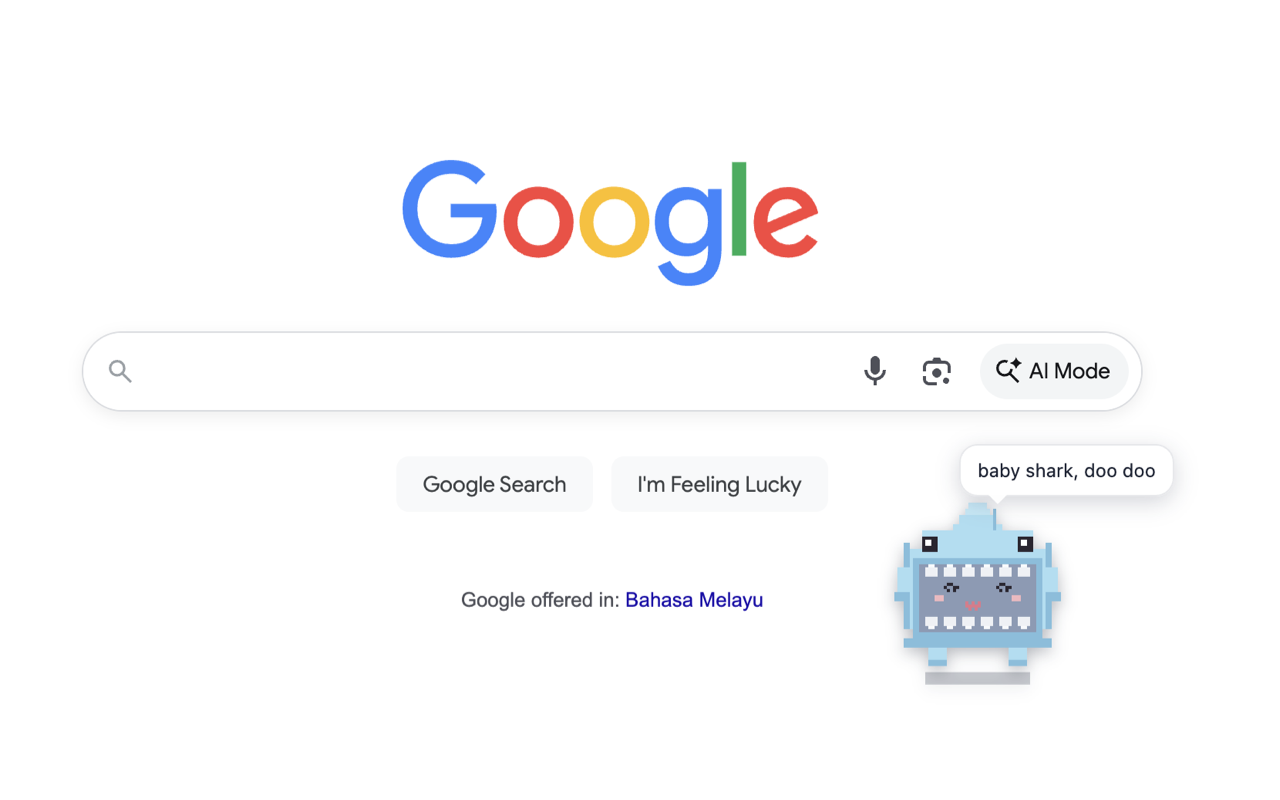 Google
AI Mode
Google Search
I'm Feeling Lucky
baby shark, doo doo
Google offered in: Bahasa Melayu